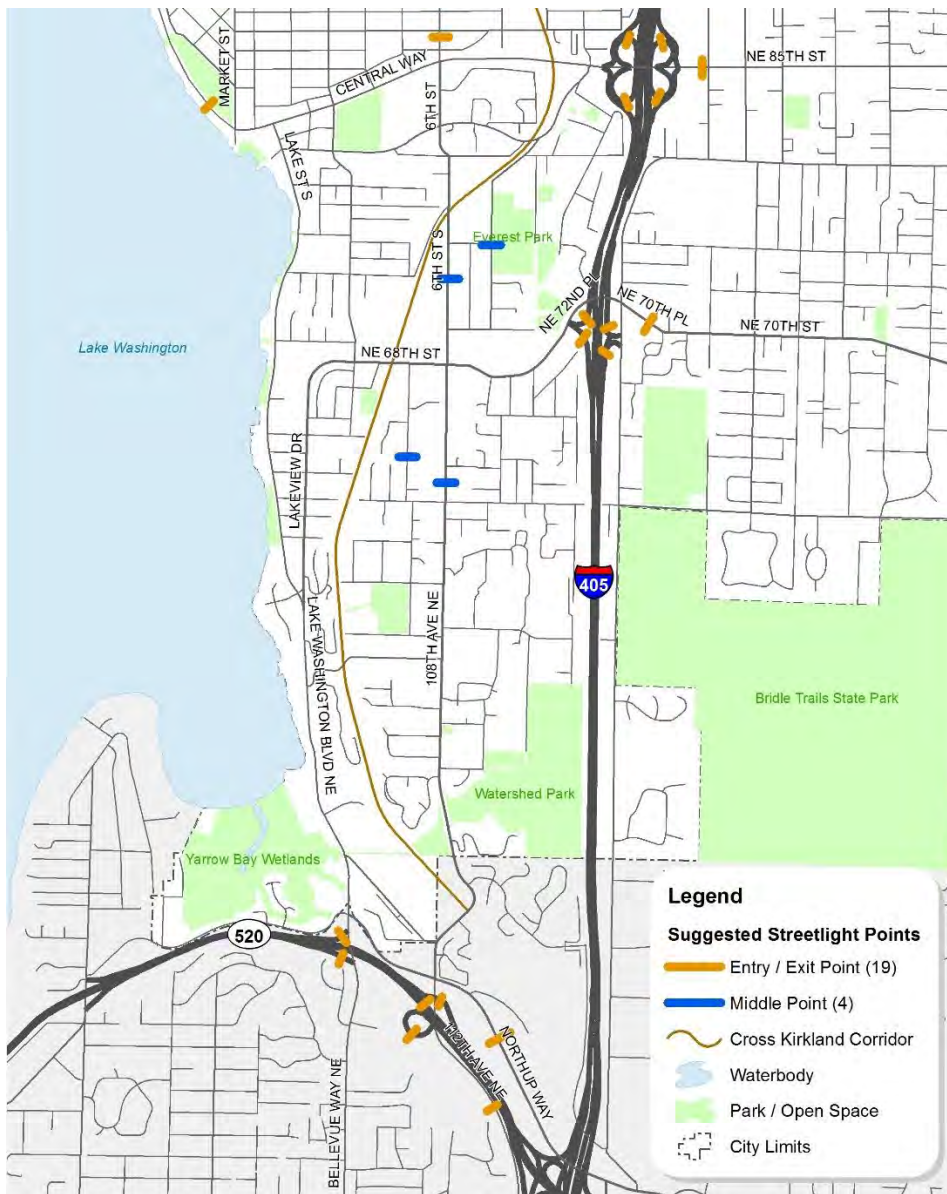 MARKET ST
CENTRAL WAY
6TH ST
NE 85TH ST
LAKE ST S
Everest Park
6TH ST S
NE 72ND PL
NE 70TH PL
NE 70TH ST
Lake Washington
NE 68TH ST
LAKEVIEW DR
405
LAKE WASHINGTON BLVD NE
108TH AVE NE
Bridle Trails State Park
Watershed Park
Yarrow Bay Wetlands
520
112TH AVE NE
NORTHUP WAY
BELLEVUE WAY NE
Legend
Suggested Streetlight Points
Entry / Exit Point (19)
Middle Point (4)
Cross Kirkland Corridor
Waterbody
Park / Open Space
City Limits